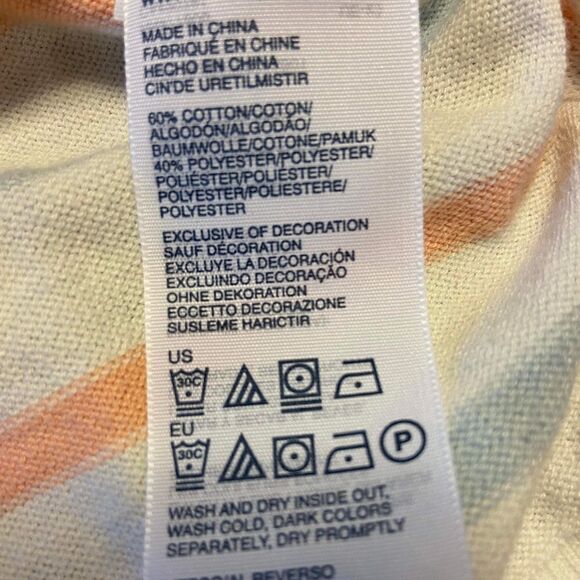 MADE IN CHINA
FABRIQUÉ EN CHINE
HECHO EN CHINA
CIN'DE URETILMISTIR
60% COTTON/COTON/
ALGODÓN/ALGODÃO/
BAUMWOLLE/COTONE/PAMUK
40% POLYESTER/POLYESTER/
POLIÉSTER/POLIESTER/
POLYESTER/POLIESTERE/
POLYESTER
EXCLUSIVE OF DECORATION
SAUF DÉCORATION
EXCLUYE LA DECORACIÓN
EXCLUINDO DECORAÇÃO
OHNE DEKORATION
ECCETTO DECORAZIONE
SUSLEME HARICTIR
US
30C
EU
30C P
WASH AND DRY INSIDE OUT,
WASH COLD, DARK COLORS
SEPARATELY, DRY PROMPTLY
REVERSO